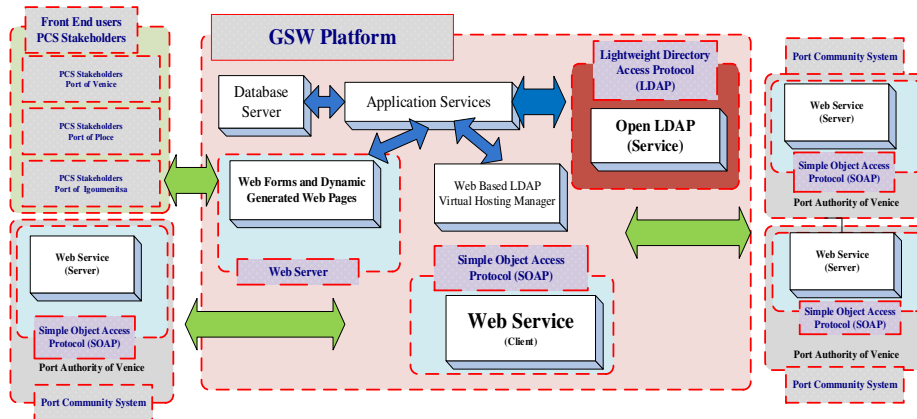 Front End users
PCS Stakeholders
PCS Stakeholders
Port of Venice
PCS Stakeholders
Port of Ploce
PCS Stakeholders
Port of Igoumenitsa
Web Service
(Server)
Simple Object Access
Protocol (SOAP)
Port Authority of Venice
Port Community System
GSW Platform
Database
Server
Application Services
Lightweight Directory
Access Protocol
(LDAP)
Open LDAP
(Service)
Web Forms and Dynamic
Generated Web Pages
Web Server
Web Based LDAP
Virtual Hosting Manager
Simple Object Access
Protocol (SOAP)
Web Service
(Client)
Port Community System
Web Service
(Server)
Simple Object Access
Protocol (SOAP)
Port Authority of Venice
Web Service
(Server)
Simple Object Access
Protocol (SOAP)
Port Authority of Venice
Port Community System